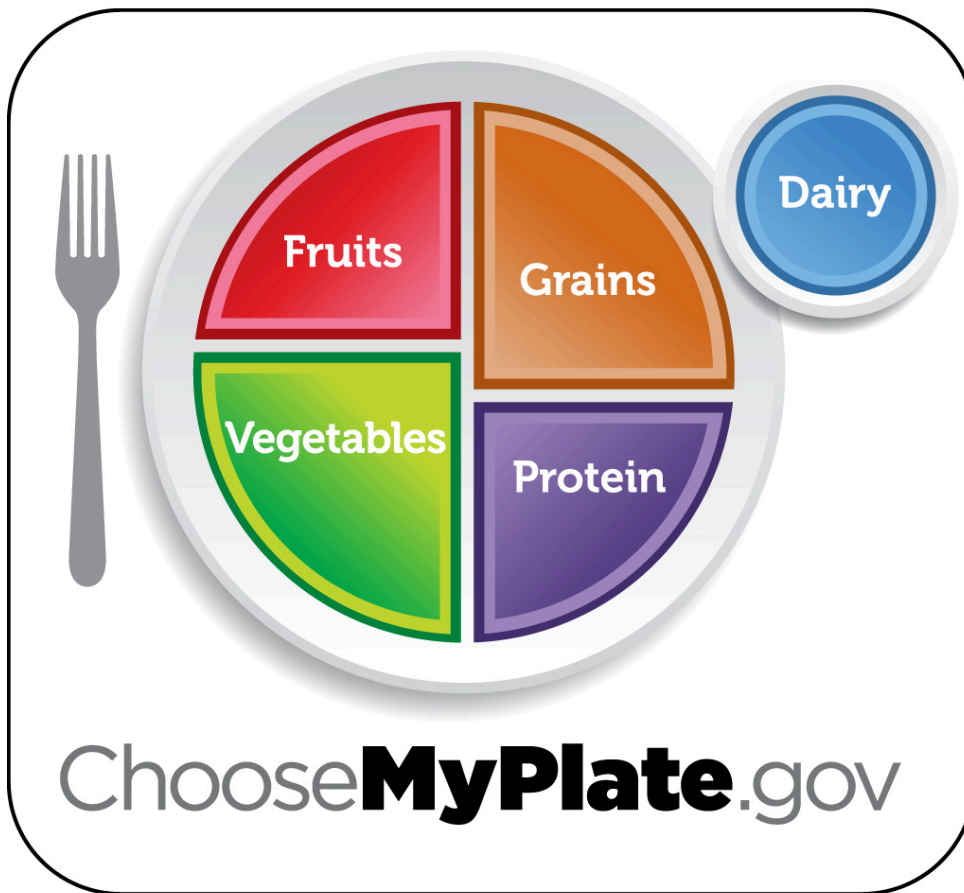 Dairy
Fruits
Grains
Vegetables
Protein
ChooseMyPlate.gov